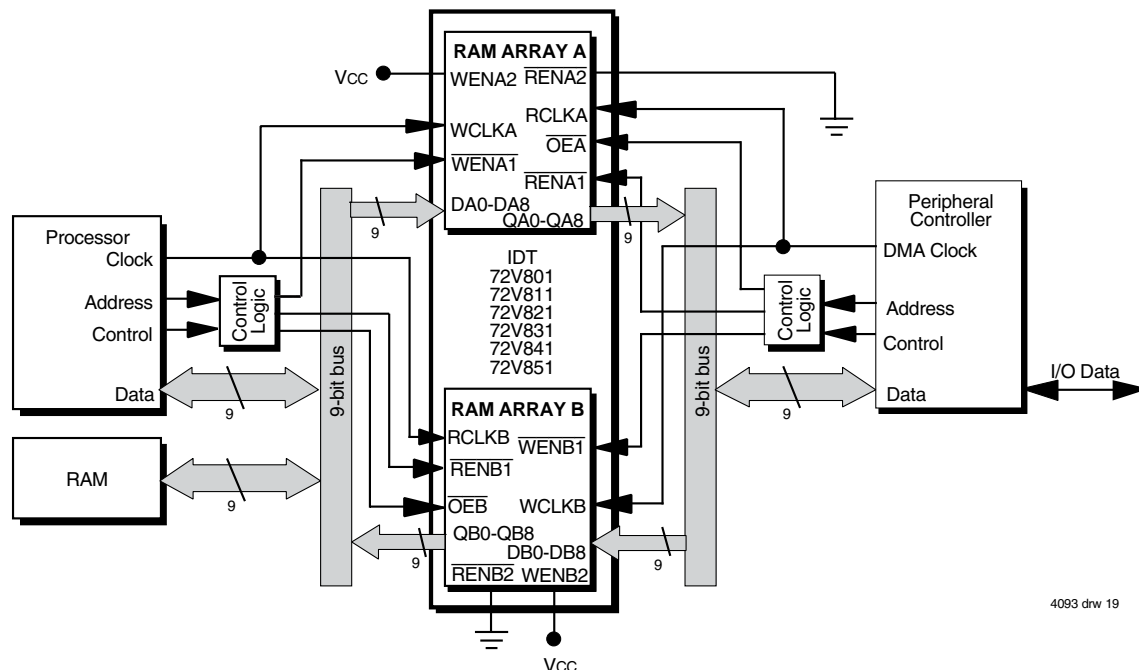 RAM ARRAY A
VCC
WENA2
RENA2
RCLKA
WCLKA
OEA
WENA1
RENA1
DA0-DA8
QA0-QA8
9
9
Processor
Clock
Address
Control
Data
Control
Logic
9
9-bit bus
RAM
9
IDT
72V801
72V811
72V821
72V831
72V841
72V851
9-bit bus
Peripheral
Controller
DMA Clock
Address
Control
Data
Control
Logic
9
I/O Data
RAM ARRAY B
RCLKB
WENB1
RENB1
OEB
WCLKB
QB0-QB8
DB0-DB8
9
9
RENB2
WENB2
VCC
4093 drw 19